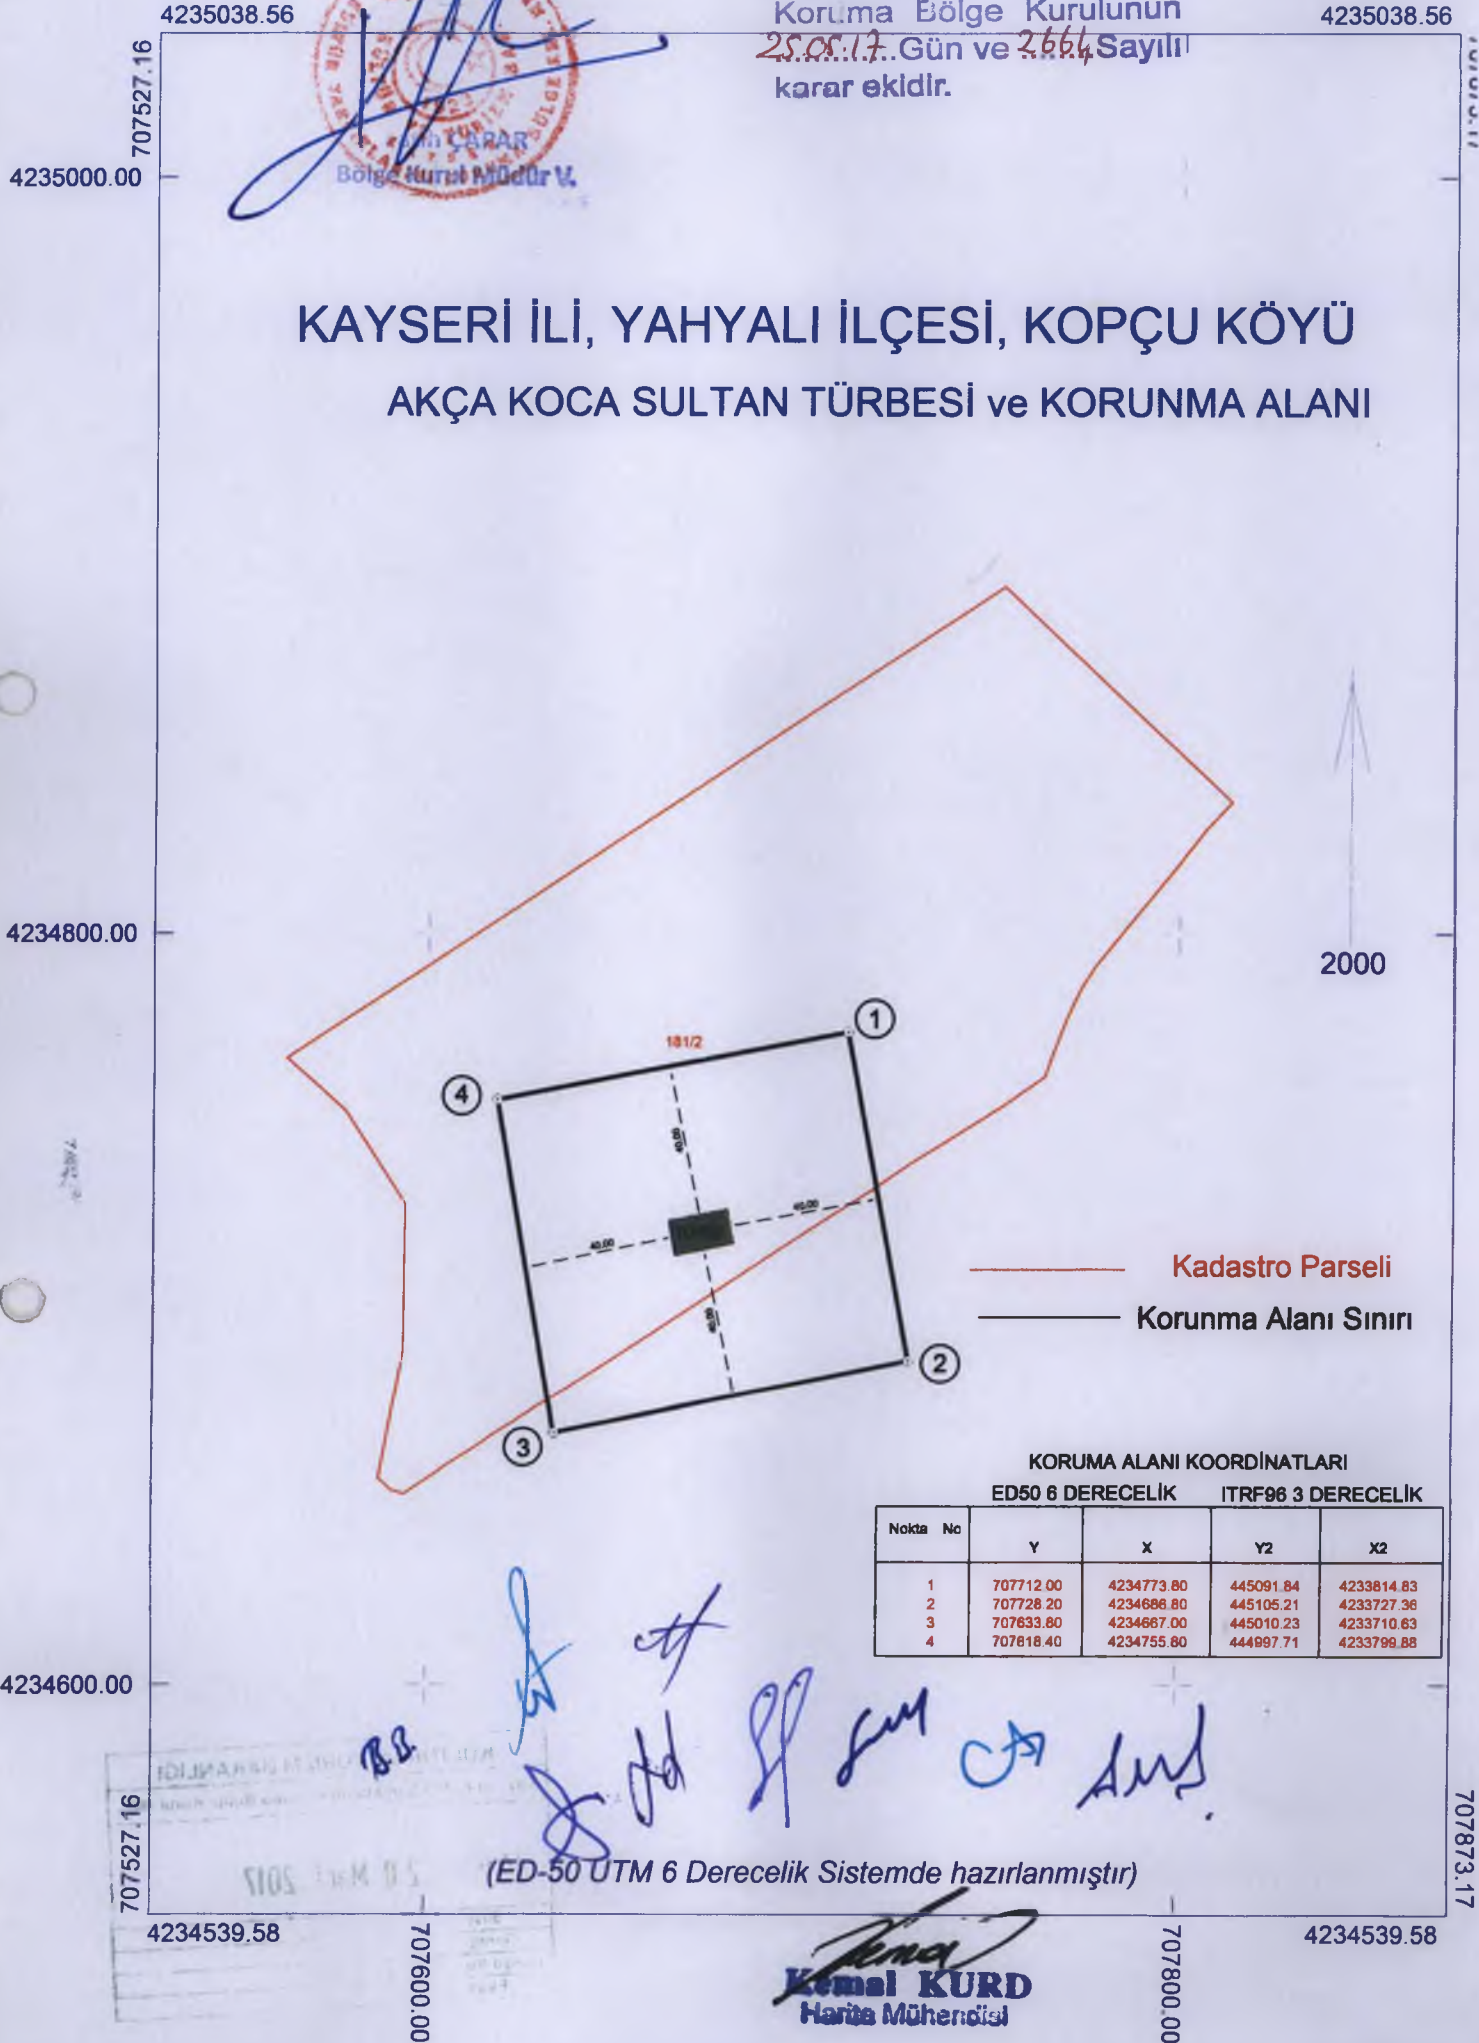 4235038.56
4235038.56
Koruma Bölge Kurulunun
25.05.17..Gün ve 2664 Sayılı
karar ekidir.
707527.16
ÇAPAR
Bölge Kurul Müdür V.
4235000.00
KAYSERİ İLİ, YAHYALI İLÇESİ, KOPÇU KÖYÜ
AKÇA KOCA SULTAN TÜRBESİ ve KORUNMA ALANI
4234800.00
2000
1
181/2
4
40.00
40.00
40.00
40.00
Kadastro Parseli
Korunma Alanı Sınırı
2
3
KORUMA ALANI KOORDİNATLARI
ED50 6 DERECELİK ITRF96 3 DERECELİK
Nokta No Y X Y2 X2
1 707712.00 4234773.80 445091.84 4233814.83
2 707728.20 4234686.80 445105.21 4233727.36
3 707633.80 4234667.00 445010.23 4233710.63
4 707618.40 4234755.80 444997.71 4233799.88
4234600.00
B.B.
707527.16
707873.17
(ED-50 UTM 6 Derecelik Sistemde hazırlanmıştır)
4234539.58
4234539.58
707600.00
707800.00
Kemal KURD
Harita Mühendisi